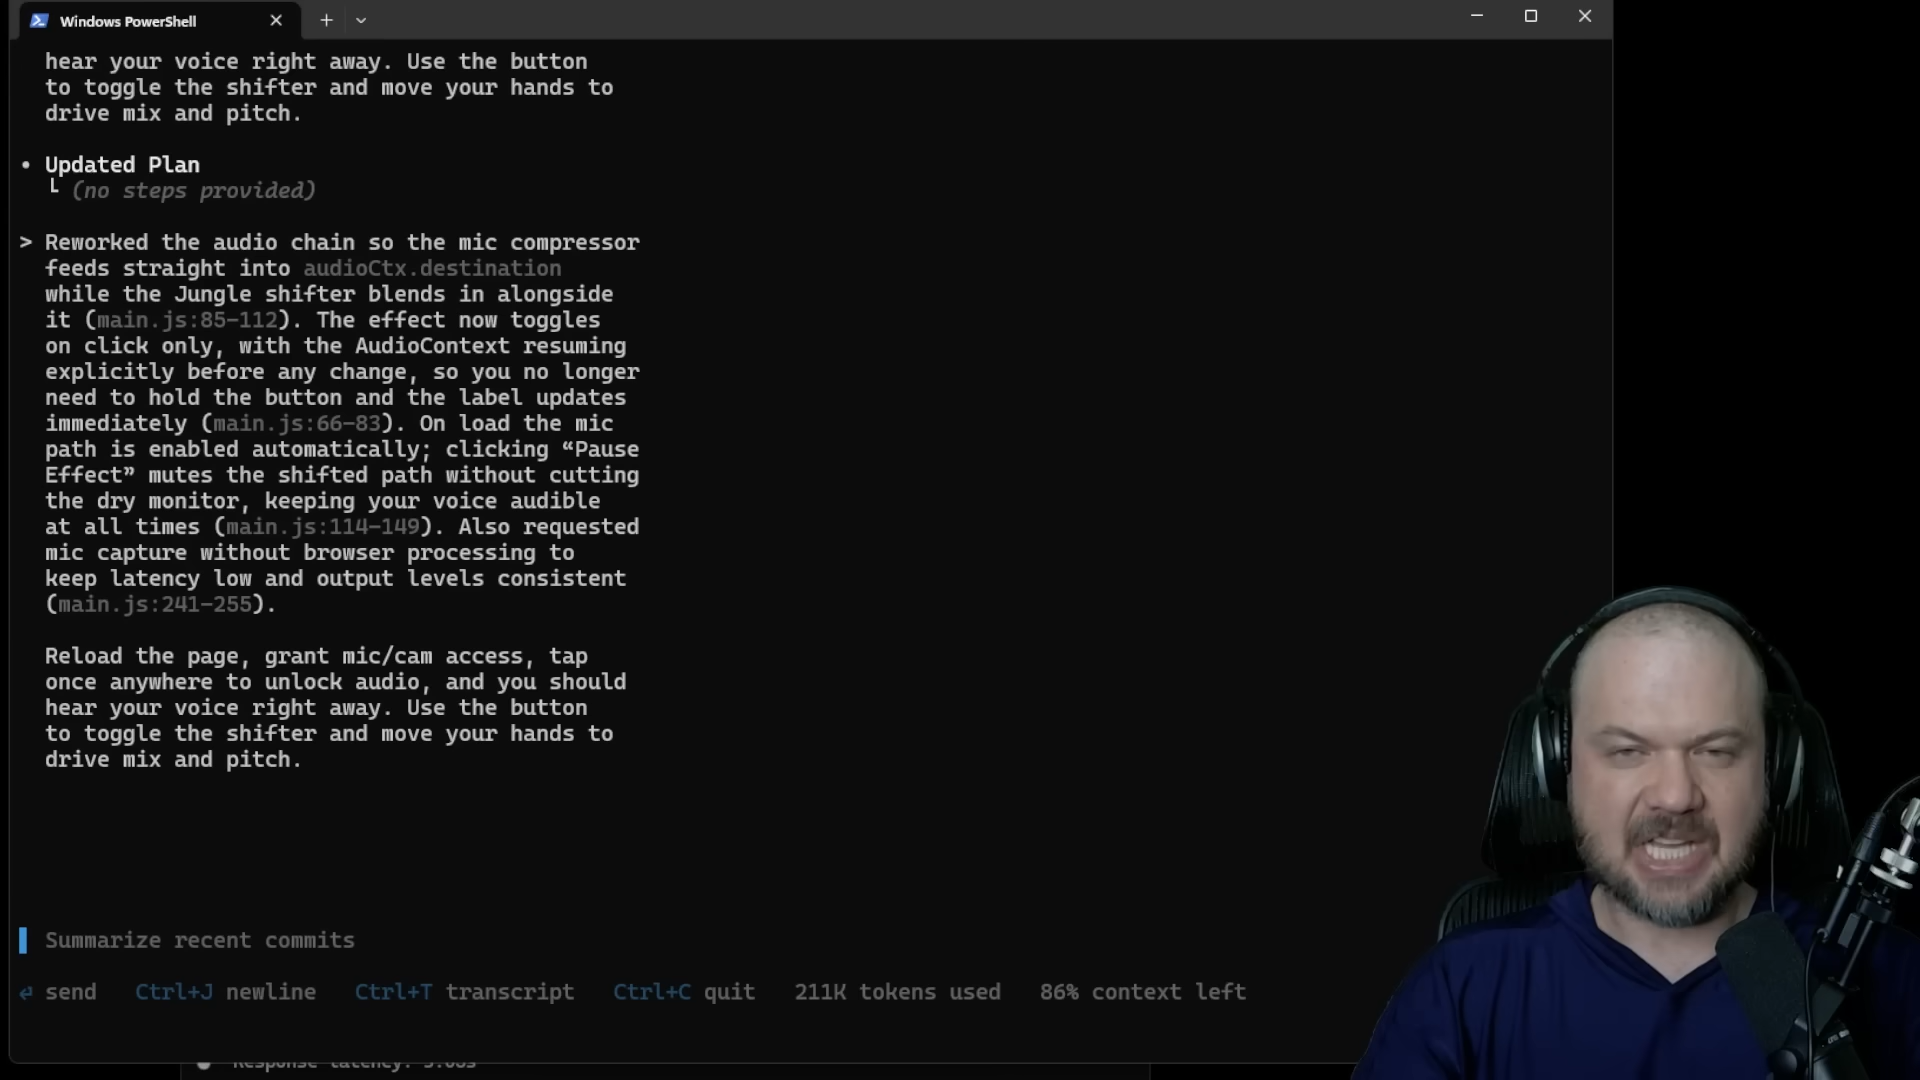 Windows PowerShell
hear your voice right away. Use the button
to toggle the shifter and move your hands to
drive mix and pitch.
• Updated Plan
└ (no steps provided)
> Reworked the audio chain so the mic compressor
feeds straight into audioCtx.destination
while the Jungle shifter blends in alongside
it (main.js:85-112). The effect now toggles
on click only, with the AudioContext resuming
explicitly before any change, so you no longer
need to hold the button and the label updates
immediately (main.js:66-83). On load the mic
path is enabled automatically; clicking “Pause
Effect” mutes the shifted path without cutting
the dry monitor, keeping your voice audible
at all times (main.js:114-149). Also requested
mic capture without browser processing to
keep latency low and output levels consistent
(main.js:241-255).
Reload the page, grant mic/cam access, tap
once anywhere to unlock audio, and you should
hear your voice right away. Use the button
to toggle the shifter and move your hands to
drive mix and pitch.
Summarize recent commits
⏎ send Ctrl+J newline Ctrl+T transcript Ctrl+C quit 211K tokens used 86% context left
Response latency: